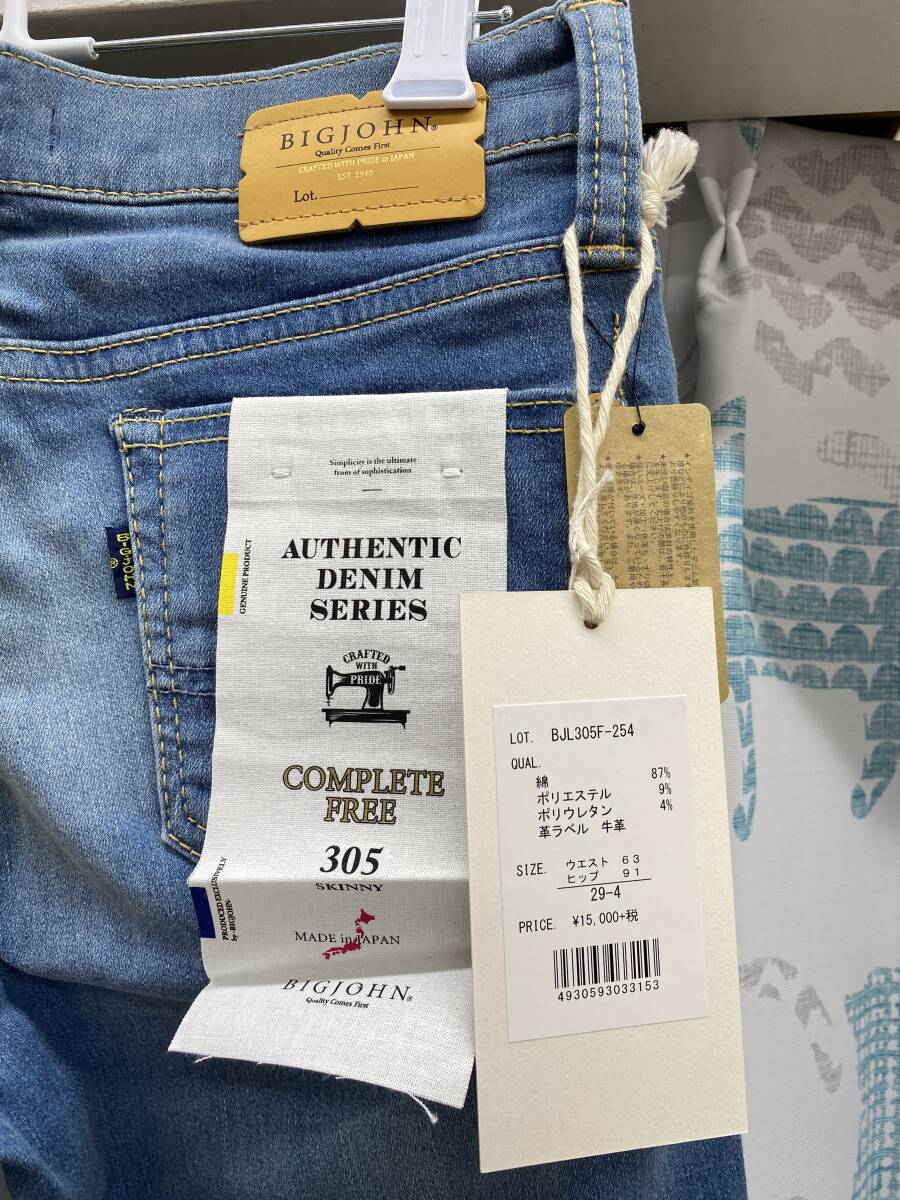 BIGJOHN®
Quality Comes First
CRAFTED WITH PRIDE in JAPAN
EST. 1940
Lot.
BIG JOHN
®
Simplicity is the ultimate
from of sophistication
AUTHENTIC
DENIM
SERIES
GENUINE PRODUCT
CRAFTED
WITH
PRIDE
COMPLETE
FREE
305
SKINNY
PRODUCED EXCLUSIVELY
by -BIGJOHN-
MADE in JAPAN
BIGJOHN®
Quality Comes First
LOT. BJL305F-254
QUAL.
綿 87%
ポリエステル 9%
ポリウレタン 4%
革ラベル 牛革
SIZE. ウエスト 63
ヒップ 91
29-4
PRICE. ¥15,000+税
4930593033153